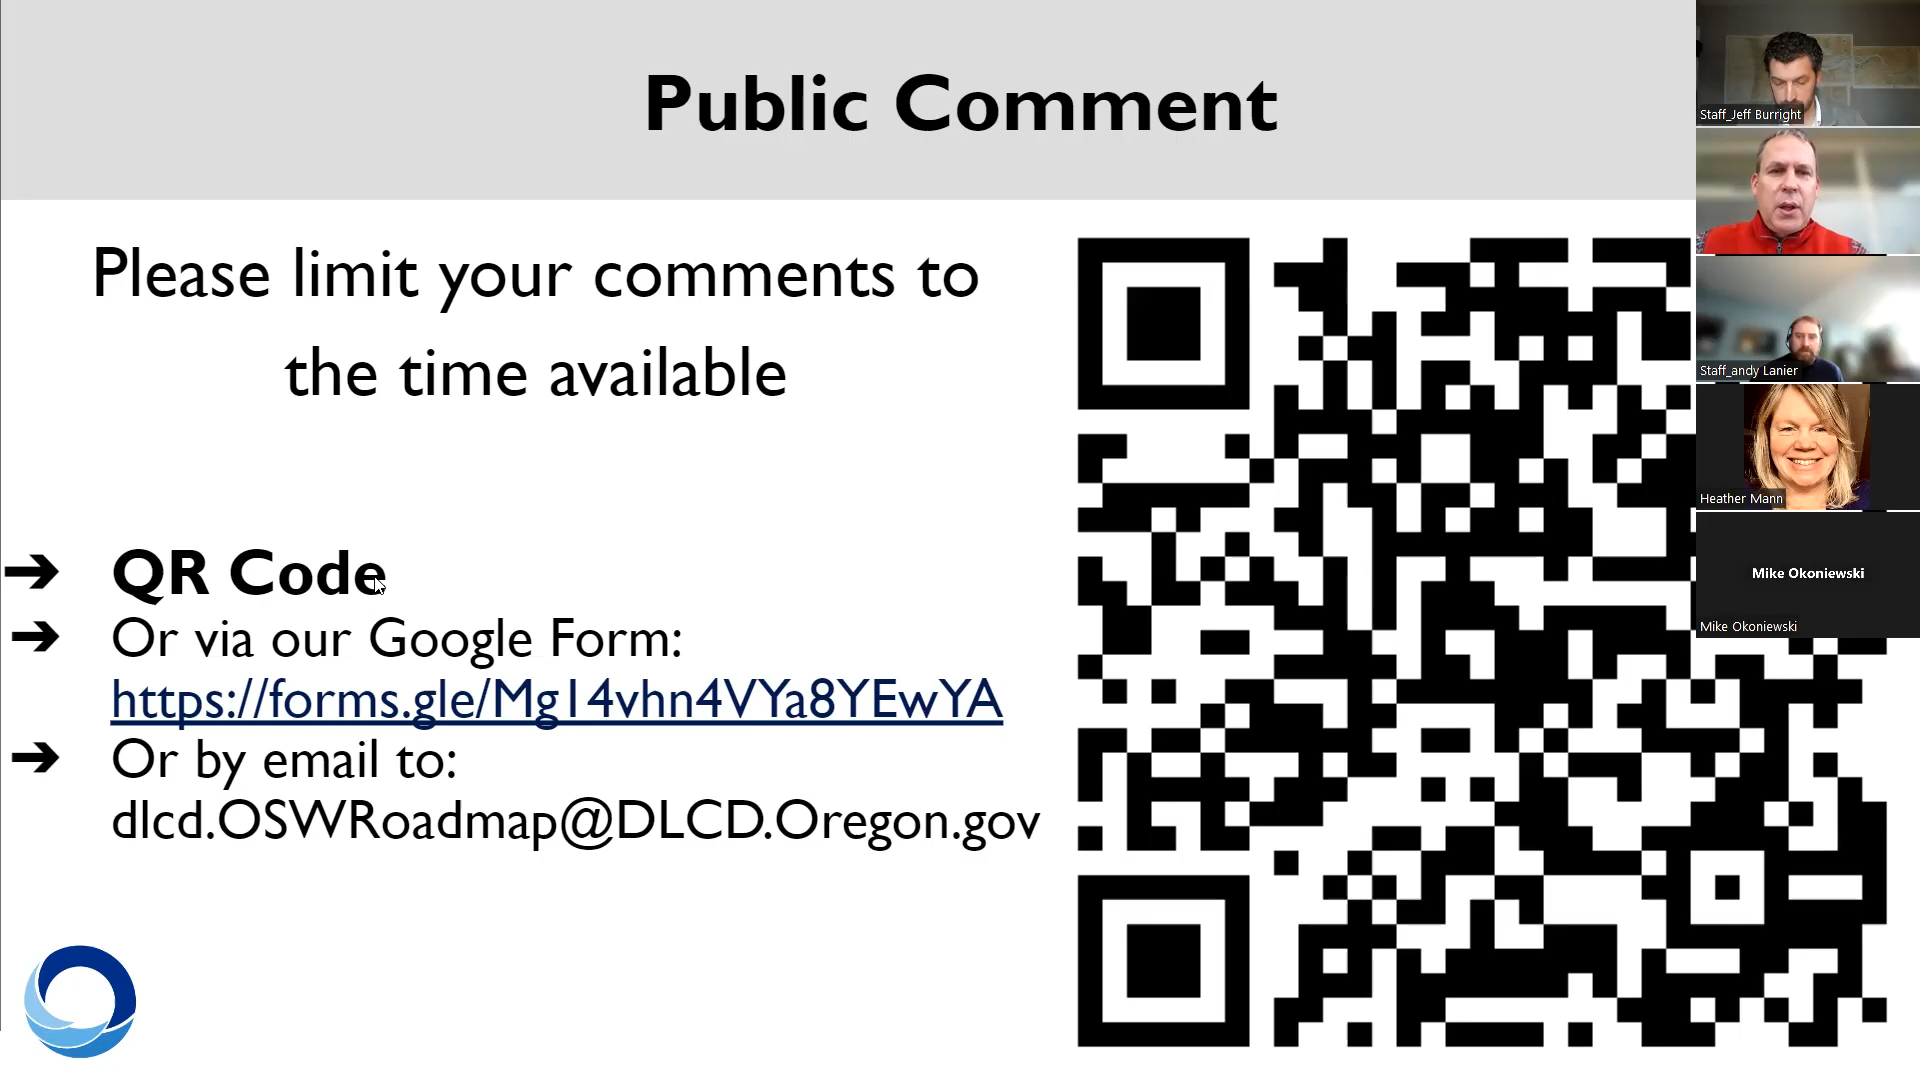 Public Comment
Please limit your comments to
the time available
➔ QR Code
➔ Or via our Google Form:
https://forms.gle/Mg14vhn4VYa8YEwYA
➔ Or by email to:
dlcd.OSWRoadmap@DLCD.Oregon.gov
Staff_Jeff Burright
Staff_andy Lanier
Heather Mann
Mike Okoniewski
Mike Okoniewski